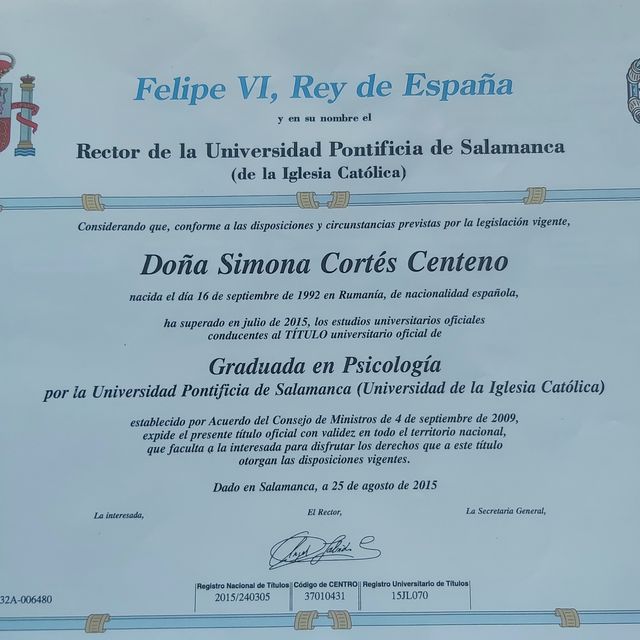 Felipe VI, Rey de España
y en su nombre el
Rector de la Universidad Pontificia de Salamanca
(de la Iglesia Católica)
Considerando que, conforme a las disposiciones y circunstancias previstas por la legislación vigente,
Doña Simona Cortés Centeno
nacida el día 16 de septiembre de 1992 en Rumanía, de nacionalidad española,
ha superado en julio de 2015, los estudios universitarios oficiales
conducentes al TÍTULO universitario oficial de
Graduada en Psicología
por la Universidad Pontificia de Salamanca (Universidad de la Iglesia Católica)
establecido por Acuerdo del Consejo de Ministros de 4 de septiembre de 2009,
expide el presente título oficial con validez en todo el territorio nacional,
que faculta a la interesada para disfrutar los derechos que a este título
otorgan las disposiciones vigentes.
Dado en Salamanca, a 25 de agosto de 2015
La interesada, El Rector, La Secretaria General,
Registro Nacional de Títulos Código de CENTRO Registro Universitario de Títulos
2015/240305 37010431 15JL070
32A-006480